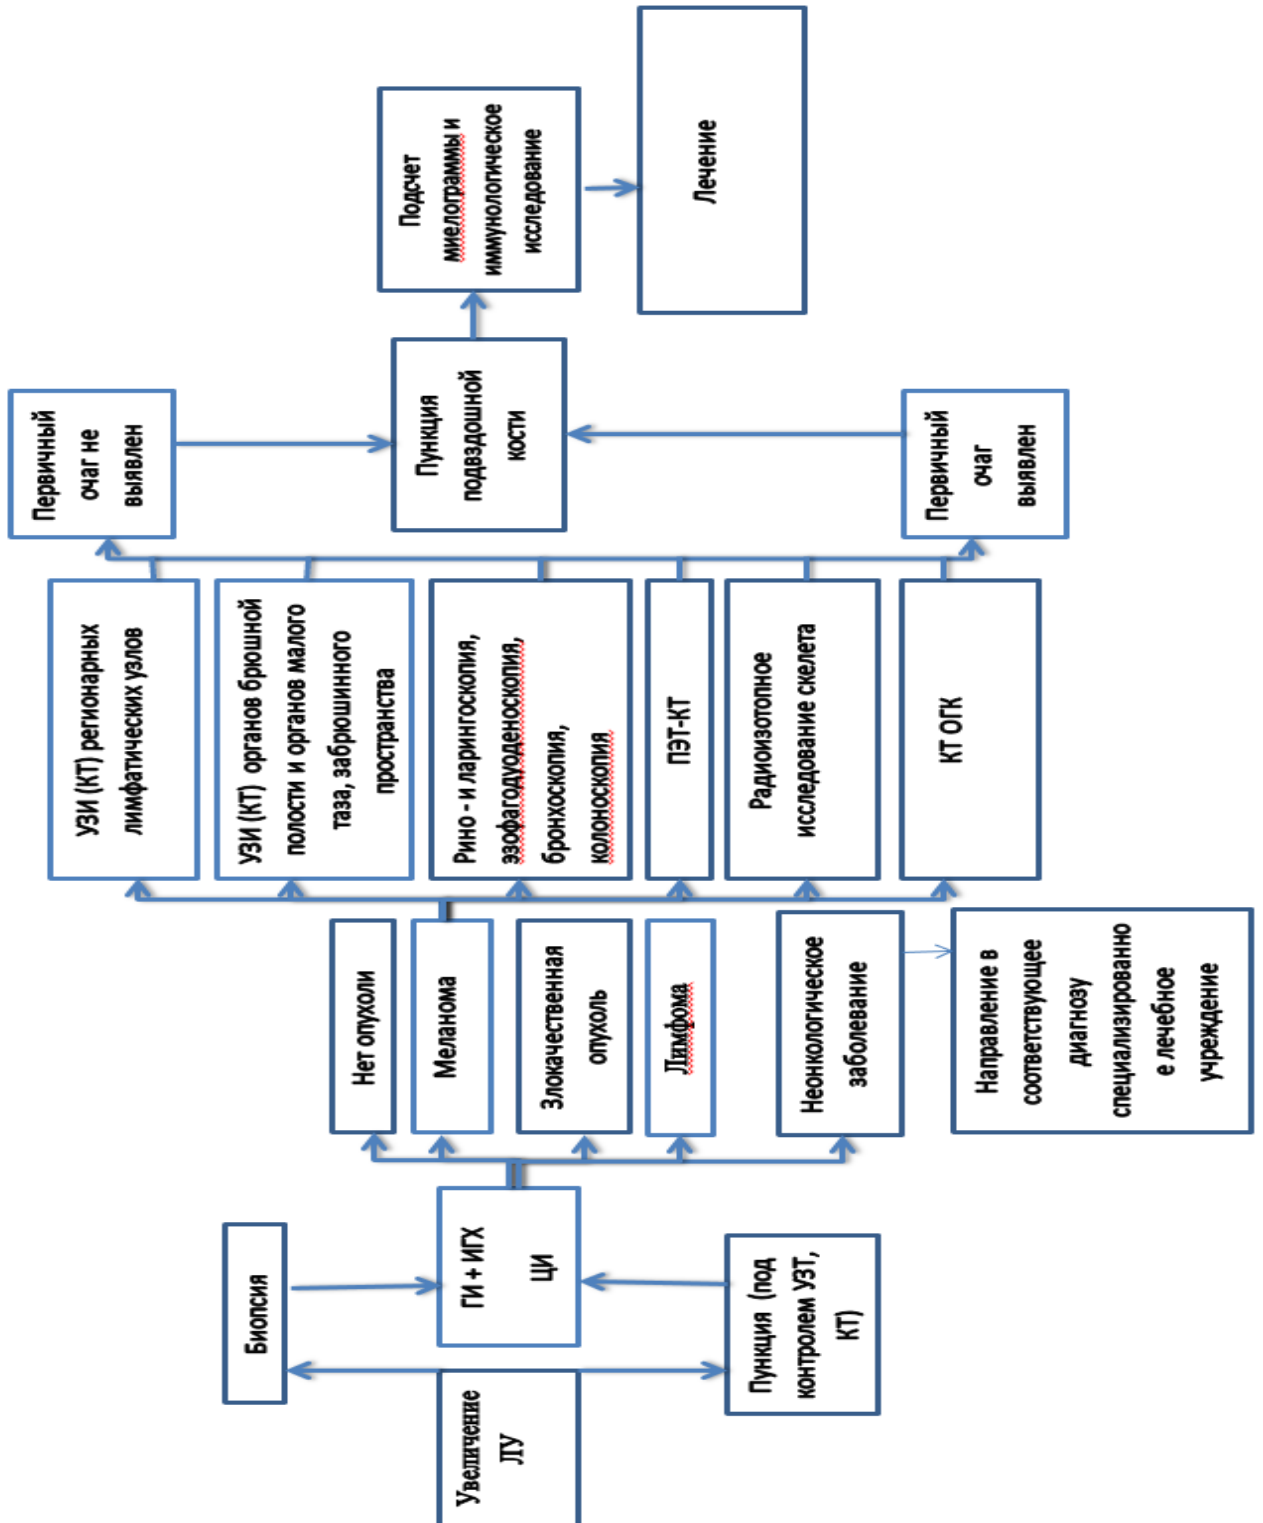 Увеличение
ЛУ
Биопсия
Пункция (под
контролем УЗТ,
КТ)
ГИ + ИГХ
ЦИ
Нет опухоли
Меланома
Злокачественная
опухоль
Лимфома
Неонкологическое
заболевание
Направление в
соответствующее
диагнозу
специализированно
е лечебное
учреждение
УЗИ (КТ) регионарных
лимфатических узлов
УЗИ (КТ) органов брюшной
полости и органов малого
таза, забрюшинного
пространства
Рино - и ларингоскопия,
эзофагодуоденоскопия,
бронхоскопия,
колоноскопия
ПЭТ-КТ
Радиоизотопное
исследование скелета
КТ ОГК
Первичный
очаг не
выявлен
Первичный
очаг
выявлен
Пункция
подвздошной
кости
Подсчет
миелограммы и
иммунологическое
исследование
Лечение